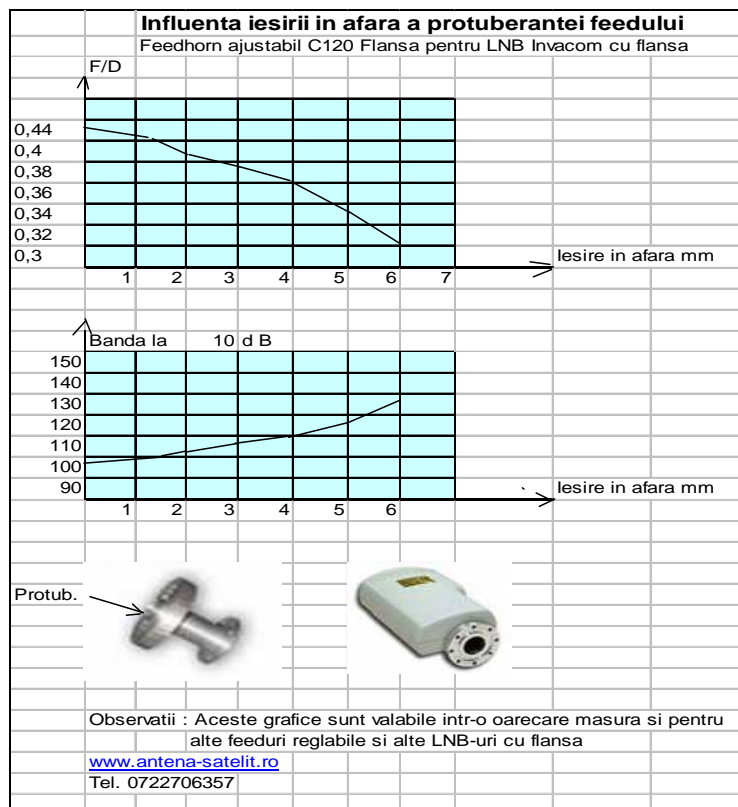 Influenta iesirii in afara a protuberantei feedului
Feedhorn ajustabil C120 Flansa pentru LNB Invacom cu flansa
F/D
0,44
0,4
0,38
0,36
0,34
0,32
0,3
Iesire in afara mm
1 2 3 4 5 6 7
Banda la 10 d B
150
140
130
120
110
100
90
Iesire in afara mm
1 2 3 4 5 6
Protub.
Observatii : Aceste grafice sunt valabile intr-o oarecare masura si pentru
alte feeduri reglabile si alte LNB-uri cu flansa
www.antena-satelit.ro
Tel. 0722706357